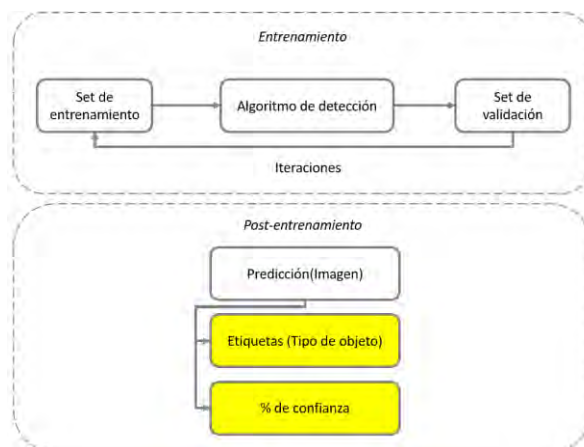 Entrenamiento
Set de
entrenamiento
Algoritmo de detección
Set de
validación
Iteraciones
Post-entrenamiento
Predicción(Imagen)
Etiquetas (Tipo de objeto)
% de confianza